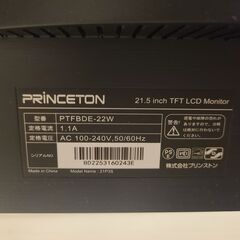 PRINCETON
21.5 inch TFT LCD Monitor
型番 PTFBDE-22W
定格電流 1.1A
定格電圧 AC 100-240V,50/60Hz
シリアルNO
BD2253160243E
Made in China
Model Name: 21P3S
株式会社プリンストン